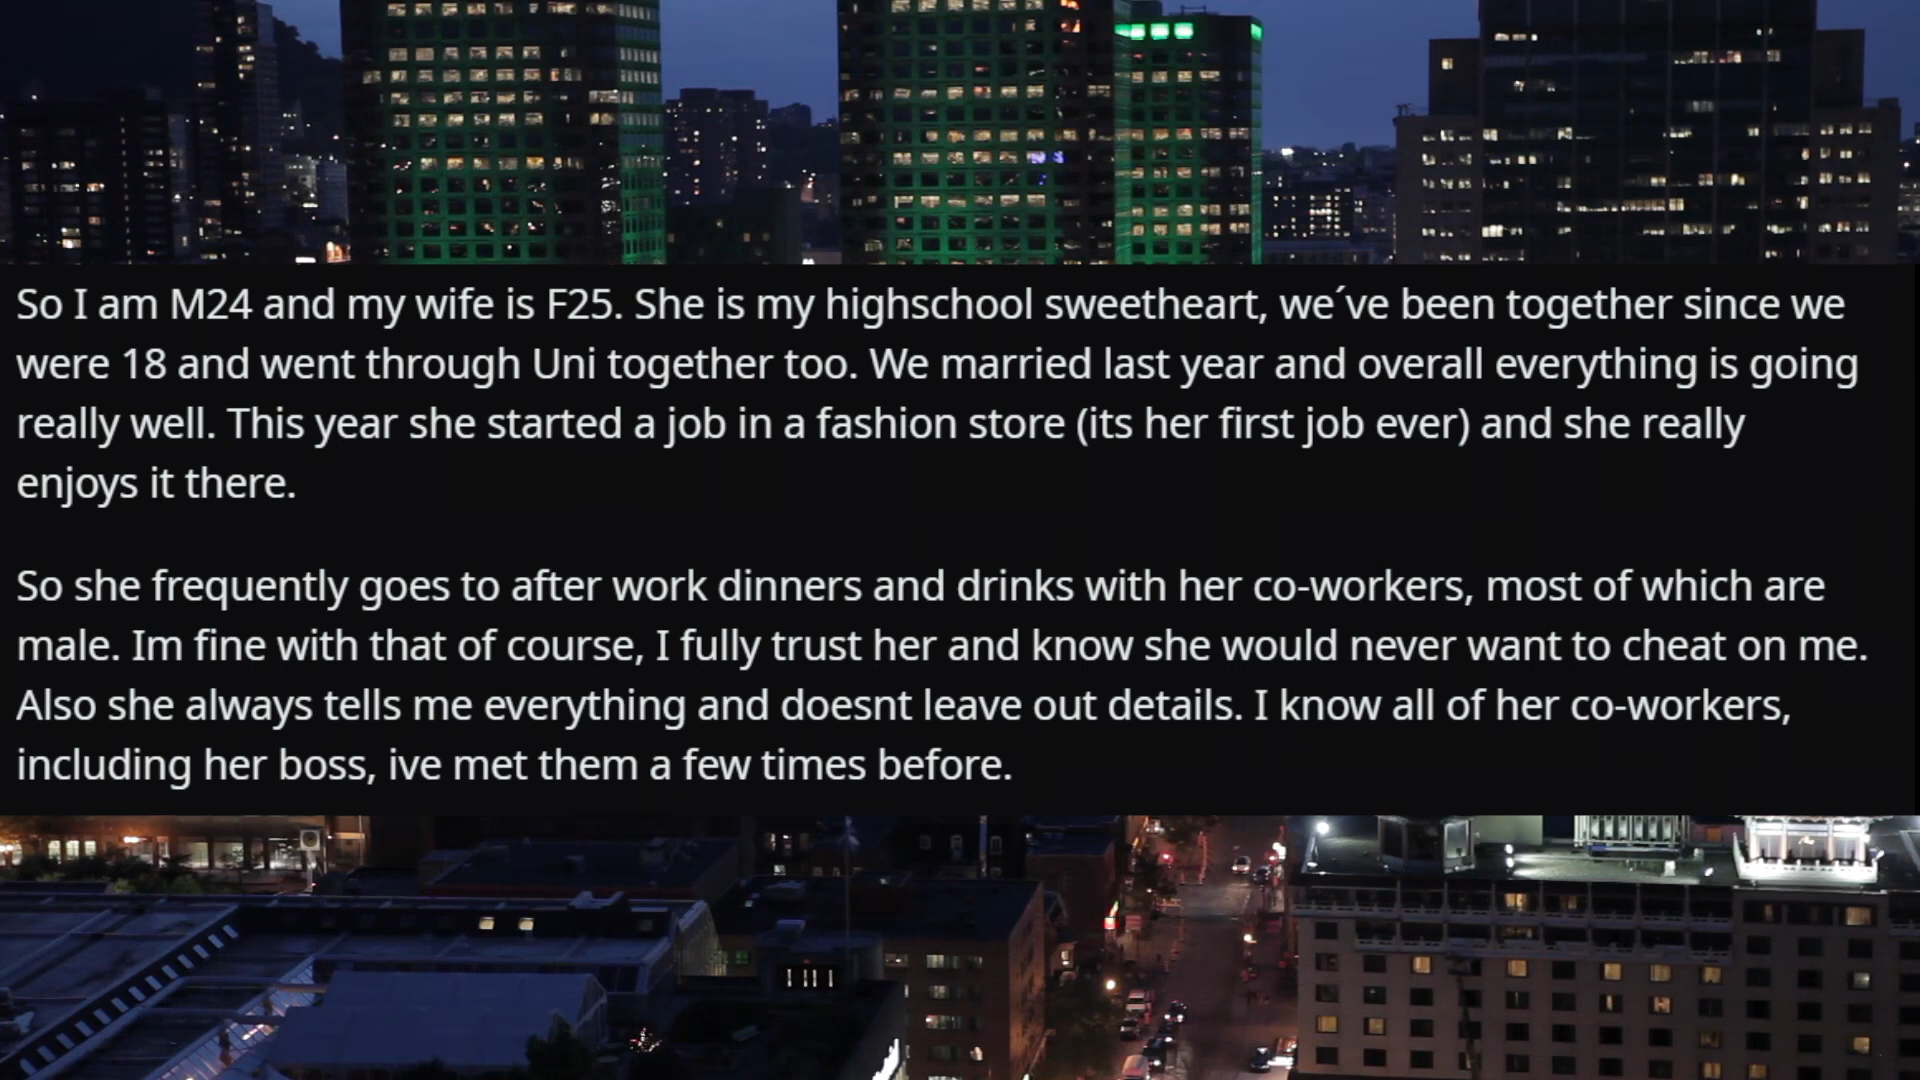 So I am M24 and my wife is F25. She is my highschool sweetheart, we´ve been together since we
were 18 and went through Uni together too. We married last year and overall everything is going
really well. This year she started a job in a fashion store (its her first job ever) and she really
enjoys it there.
So she frequently goes to after work dinners and drinks with her co-workers, most of which are
male. Im fine with that of course, I fully trust her and know she would never want to cheat on me.
Also she always tells me everything and doesnt leave out details. I know all of her co-workers,
including her boss, ive met them a few times before.